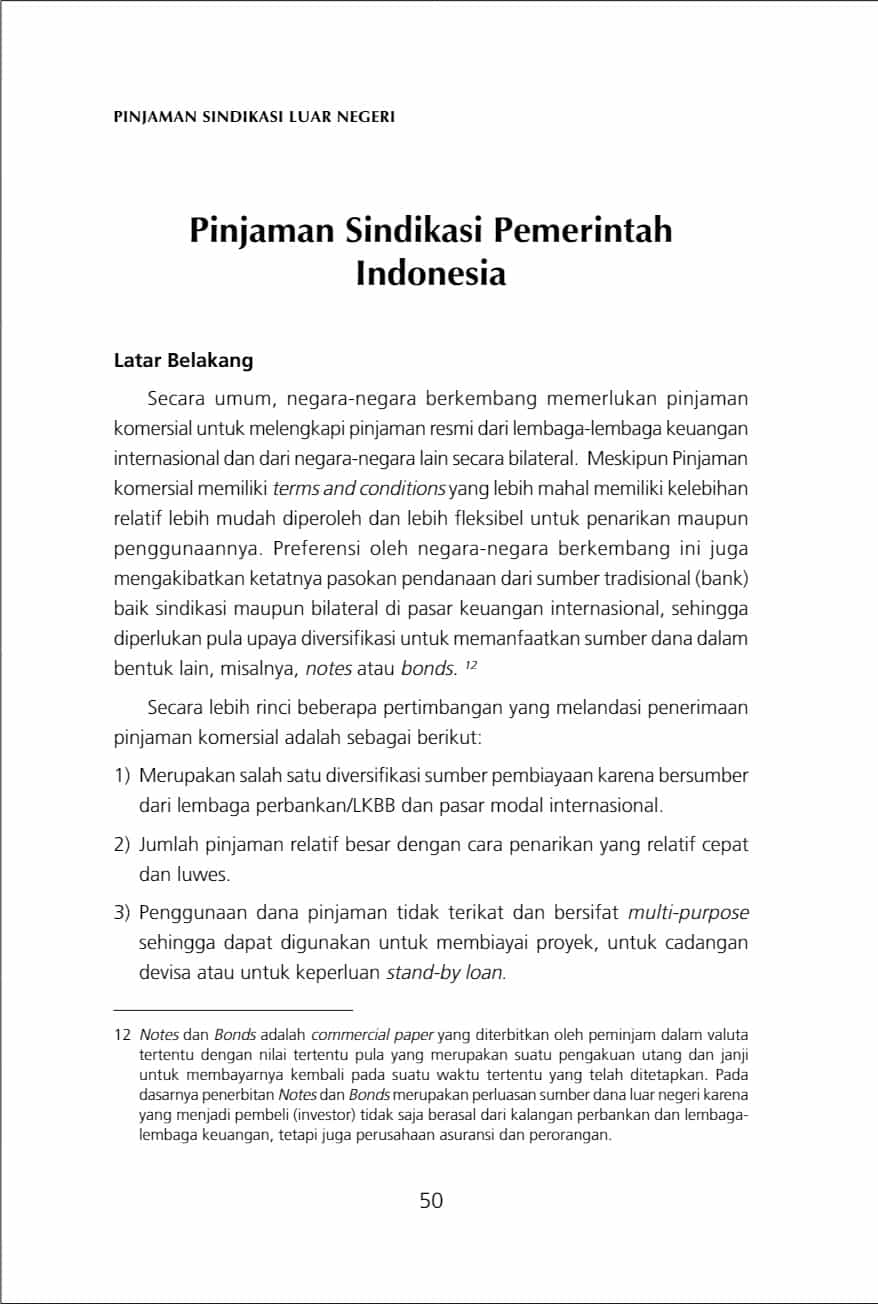 PINJAMAN SINDIKASI LUAR NEGERI
Pinjaman Sindikasi Pemerintah
Indonesia
Latar Belakang
Secara umum, negara-negara berkembang memerlukan pinjaman
komersial untuk melengkapi pinjaman resmi dari lembaga-lembaga keuangan
internasional dan dari negara-negara lain secara bilateral. Meskipun Pinjaman
komersial memiliki terms and conditions yang lebih mahal memiliki kelebihan
relatif lebih mudah diperoleh dan lebih fleksibel untuk penarikan maupun
penggunaannya. Preferensi oleh negara-negara berkembang ini juga
mengakibatkan ketatnya pasokan pendanaan dari sumber tradisional (bank)
baik sindikasi maupun bilateral di pasar keuangan internasional, sehingga
diperlukan pula upaya diversifikasi untuk memanfaatkan sumber dana dalam
bentuk lain, misalnya, notes atau bonds. 12
Secara lebih rinci beberapa pertimbangan yang melandasi penerimaan
pinjaman komersial adalah sebagai berikut:
1) Merupakan salah satu diversifikasi sumber pembiayaan karena bersumber
dari lembaga perbankan/LKBB dan pasar modal internasional.
2) Jumlah pinjaman relatif besar dengan cara penarikan yang relatif cepat
dan luwes.
3) Penggunaan dana pinjaman tidak terikat dan bersifat multi-purpose
sehingga dapat digunakan untuk membiayai proyek, untuk cadangan
devisa atau untuk keperluan stand-by loan.
12 Notes dan Bonds adalah commercial paper yang diterbitkan oleh peminjam dalam valuta
tertentu dengan nilai tertentu pula yang merupakan suatu pengakuan utang dan janji
untuk membayarnya kembali pada suatu waktu tertentu yang telah ditetapkan. Pada
dasarnya penerbitan Notes dan Bonds merupakan perluasan sumber dana luar negeri karena
yang menjadi pembeli (investor) tidak saja berasal dari kalangan perbankan dan lembaga-
lembaga keuangan, tetapi juga perusahaan asuransi dan perorangan.
50